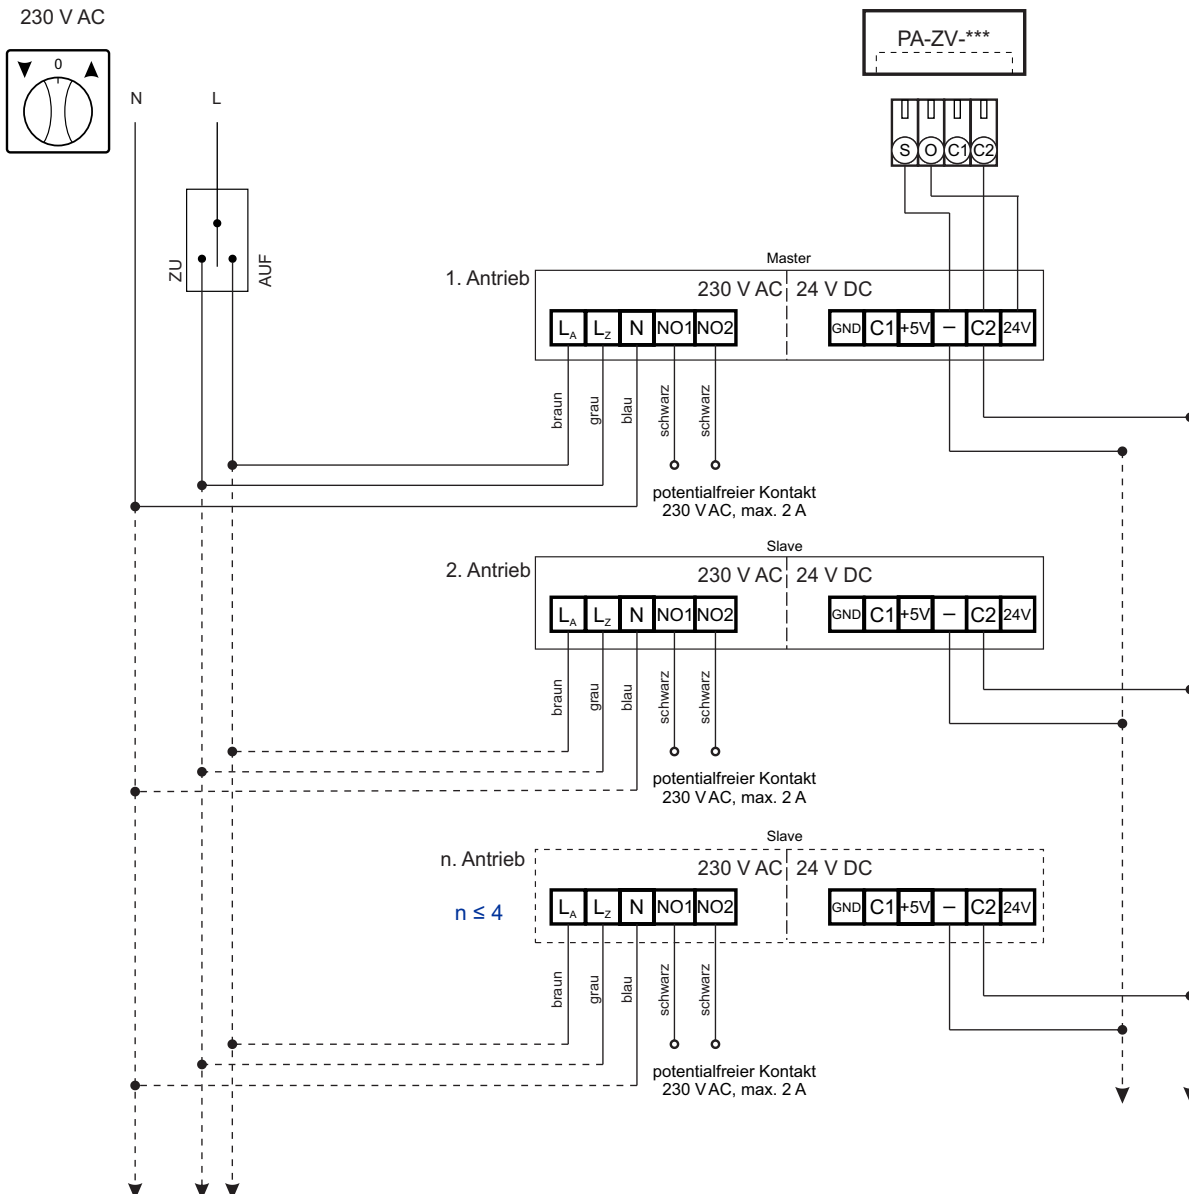 230 V AC
PA-ZV-***
0
N
L
S O C1 C2
ZU
AUF
Master
1. Antrieb
230 V AC
24 V DC
LA LZ N NO1 NO2
GND C1 +5V – C2 24V
braun
grau
blau
schwarz
schwarz
potentialfreier Kontakt
230 V AC, max. 2 A
Slave
2. Antrieb
230 V AC
24 V DC
LA LZ N NO1 NO2
GND C1 +5V – C2 24V
braun
grau
blau
schwarz
schwarz
potentialfreier Kontakt
230 V AC, max. 2 A
Slave
n. Antrieb
230 V AC
24 V DC
n ≤ 4
LA LZ N NO1 NO2
GND C1 +5V – C2 24V
braun
grau
blau
schwarz
schwarz
potentialfreier Kontakt
230 V AC, max. 2 A